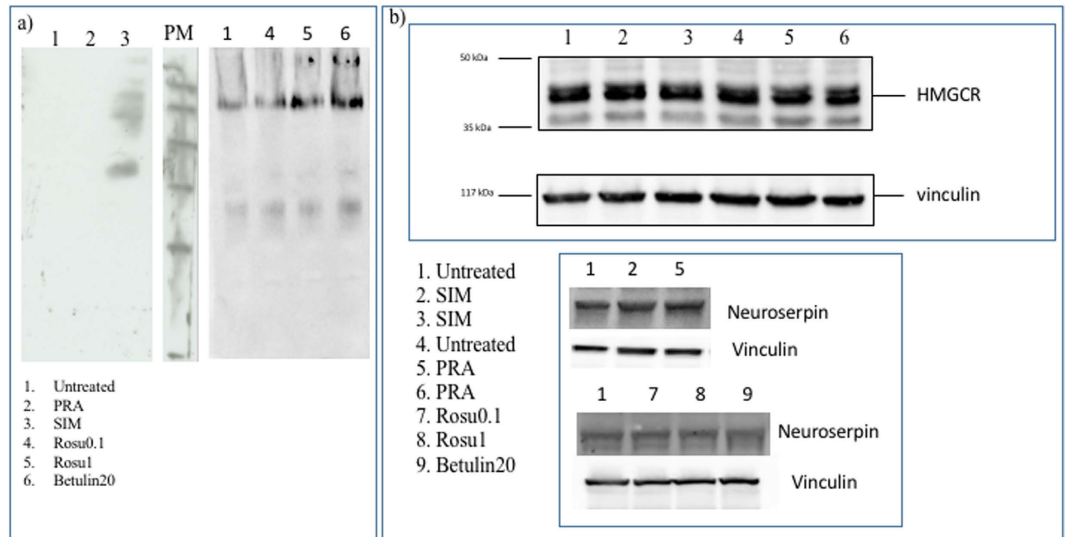 a)
1 2 3 PM 1 4 5 6
1. Untreated
2. PRA
3. SIM
4. Rosu0.1
5. Rosu1
6. Betulin20
b)
1 2 3 4 5 6
50 kDa
HMGCR
35 kDa
117 kDa
vinculin
1. Untreated
2. SIM
3. SIM
4. Untreated
5. PRA
6. PRA
7. Rosu0.1
8. Rosu1
9. Betulin20
1 2 5
Neuroserpin
Vinculin
1 7 8 9
Neuroserpin
Vinculin